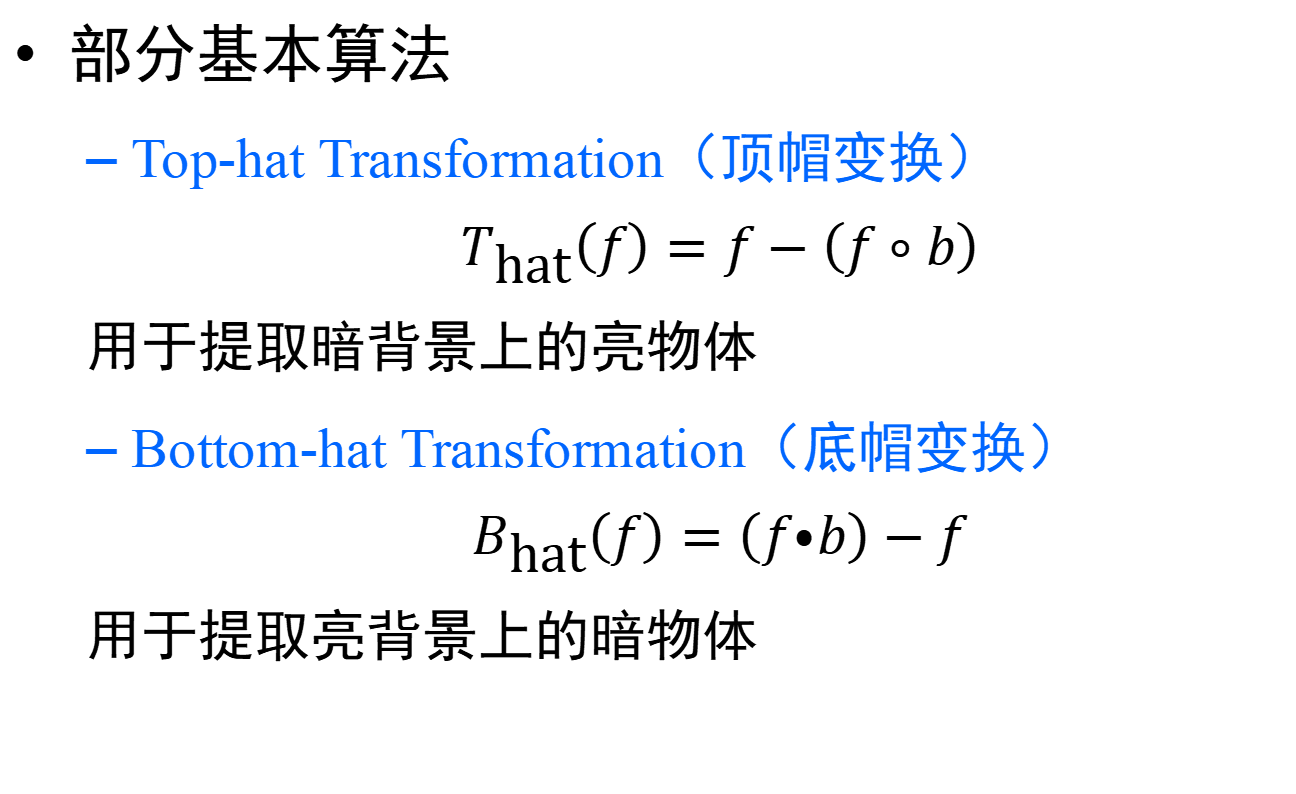 • 部分基本算法
– Top-hat Transformation（顶帽变换）
T_hat(f) = f − (f ∘ b)
用于提取暗背景上的亮物体
– Bottom-hat Transformation（底帽变换）
B_hat(f) = (f•b) − f
用于提取亮背景上的暗物体